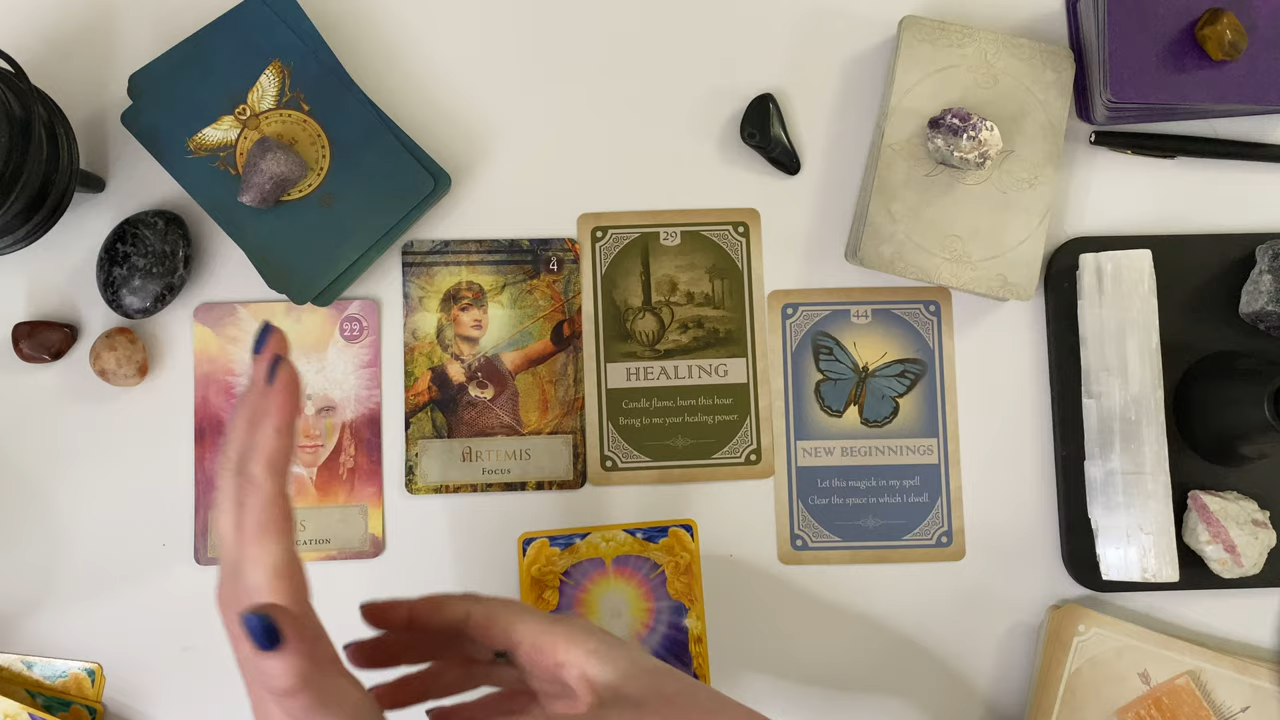 22
4
ARTEMIS
FOCUS
29
HEALING
Candle flame, burn this hour.
Bring to me your healing power.
44
NEW BEGINNINGS
Let this magick in my spell
Clear the space in which I dwell.